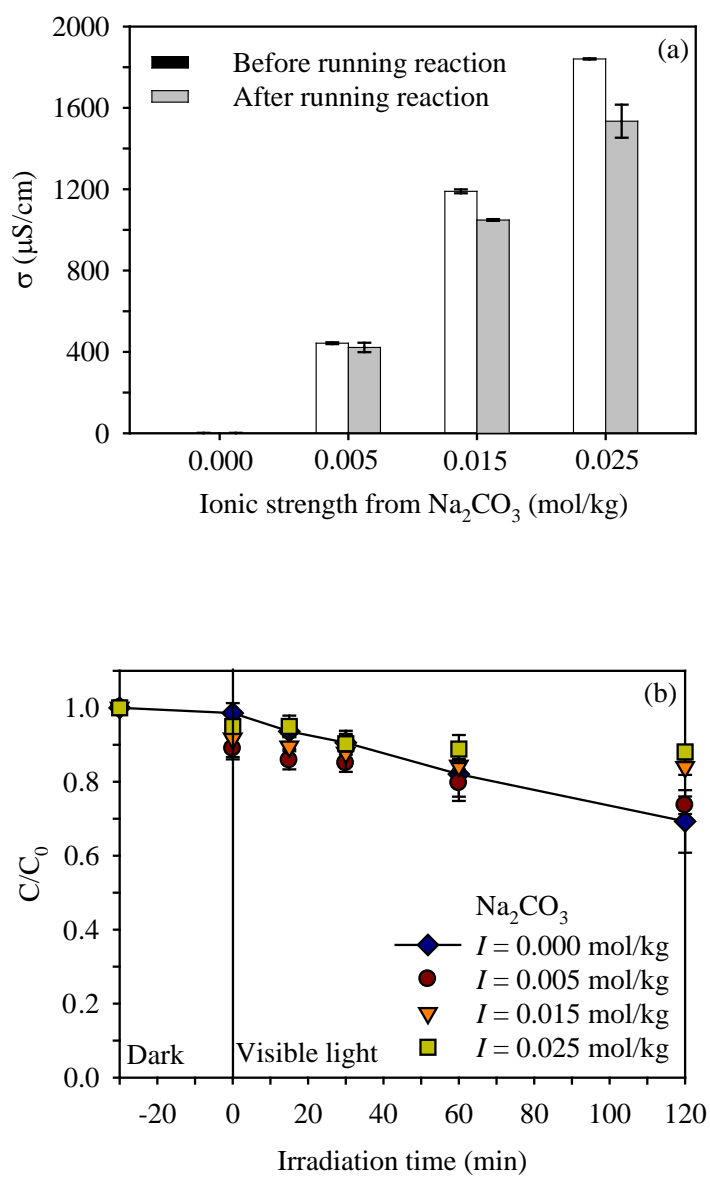 2000
(a)
Before running reaction
After running reaction
1600
1200
800
400
0
σ (μS/cm)
0.000 0.005 0.015 0.025
Ionic strength from Na₂CO₃ (mol/kg)
(b)
1.0
0.8
0.6
0.4
0.2
0.0
C/C₀
Na₂CO₃
I = 0.000 mol/kg
I = 0.005 mol/kg
I = 0.015 mol/kg
I = 0.025 mol/kg
Dark Visible light
-20 0 20 40 60 80 100 120
Irradiation time (min)